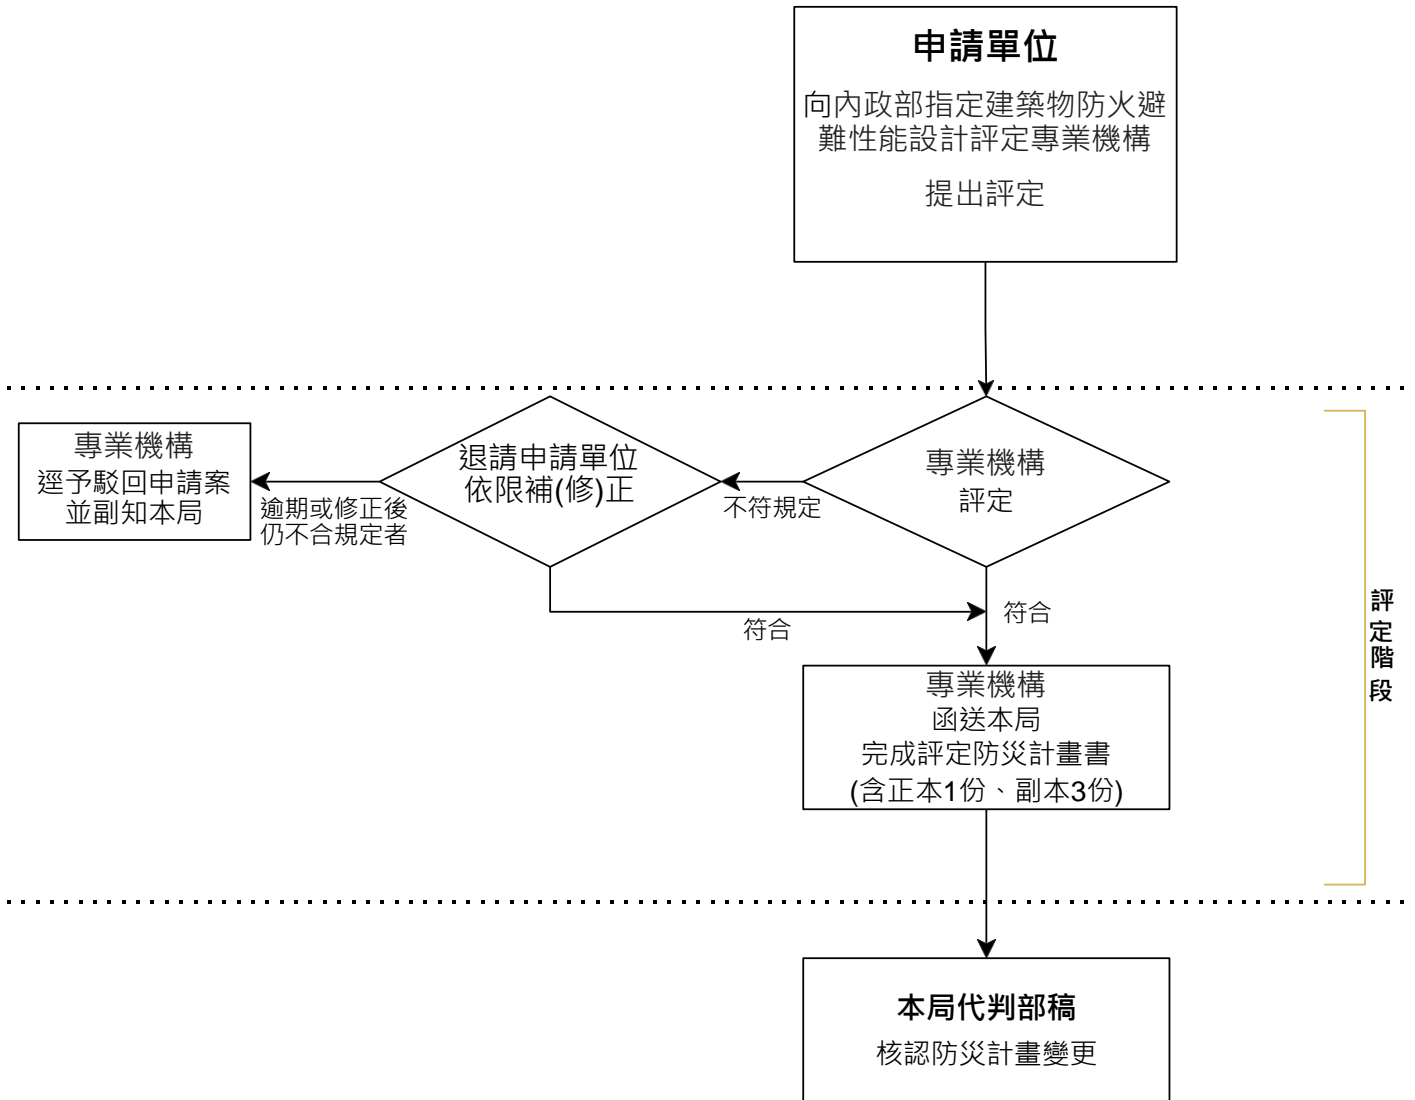 申請單位
向內政部指定建築物防火避
難性能設計評定專業機構
提出評定
專業機構
逕予駁回申請案
並副知本局
逾期或修正後
仍不合規定者
退請申請單位
依限補(修)正
不符規定
專業機構
評定
符合
符合
專業機構
函送本局
完成評定防災計畫書
(含正本1份、副本3份)
評定階段
本局代判部稿
核認防災計畫變更